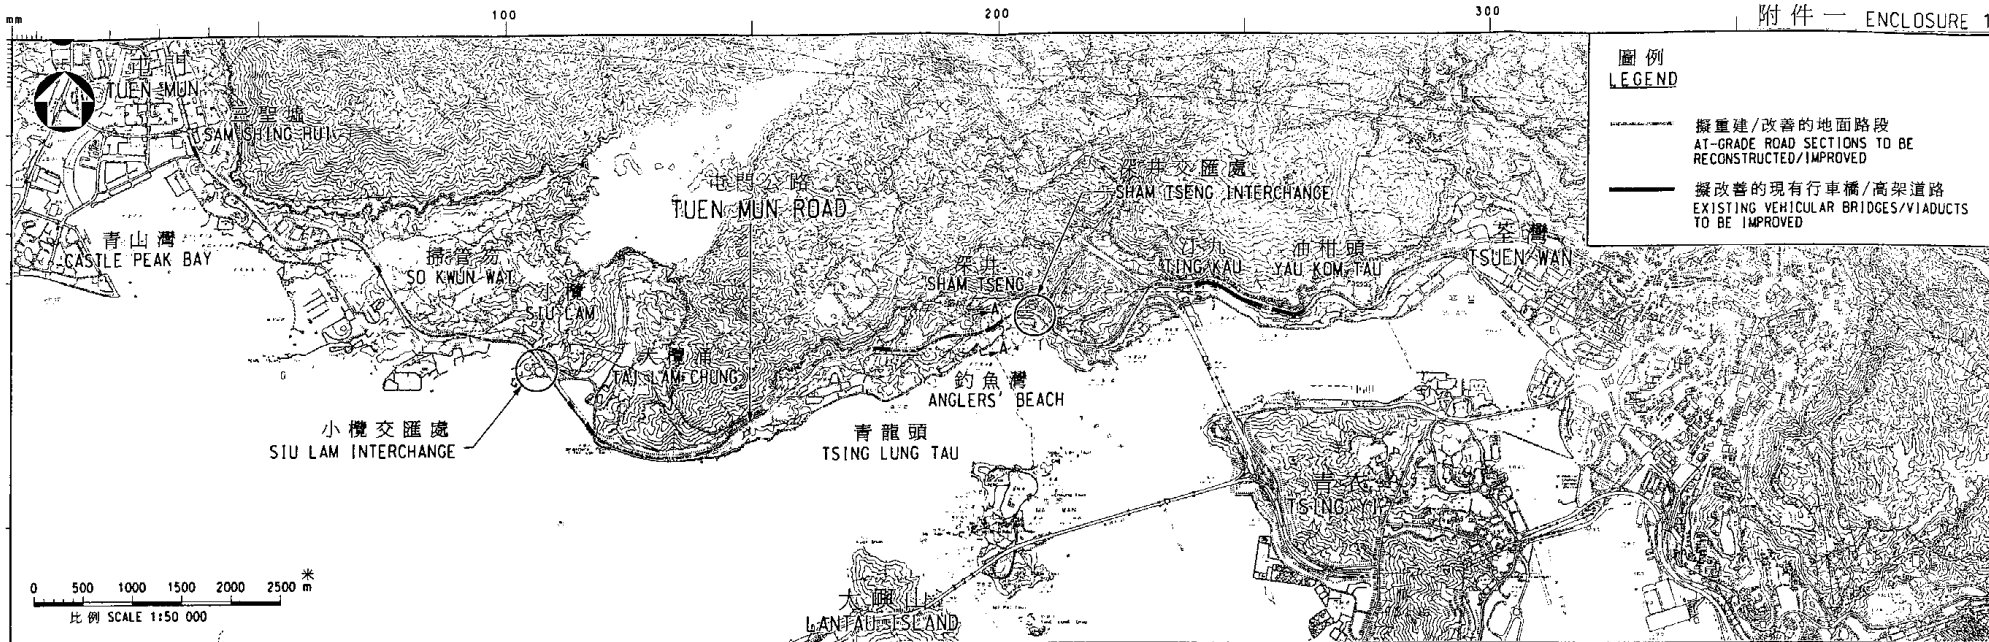 mm
100
200
300
附件一 ENCLOSURE 1
屯門
TUEN MUN
三聖墟
SAM SHING HUI
青山灣
CASTLE PEAK BAY
掃管笏
SO KWUN WAT
小欖
SIU LAM
屯門公路
TUEN MUN ROAD
大欖涌
TAI LAM CHUNG
小欖交匯處
SIU LAM INTERCHANGE
深井交匯處
SHAM TSENG INTERCHANGE
深井
SHAM TSENG
A
A
汀九
TING KAU
油柑頭
YAU KOM TAU
荃灣
TSUEN WAN
釣魚灣
ANGLERS' BEACH
青龍頭
TSING LUNG TAU
青衣
TSING YI
MA WAN
大嶼山
LANTAU ISLAND
圖例
LEGEND
擬重建/改善的地面路段
AT-GRADE ROAD SECTIONS TO BE
RECONSTRUCTED/IMPROVED
擬改善的現有行車橋/高架道路
EXISTING VEHICULAR BRIDGES/VIADUCTS
TO BE IMPROVED
0 500 1000 1500 2000 2500 米 m
比例 SCALE 1:50 000